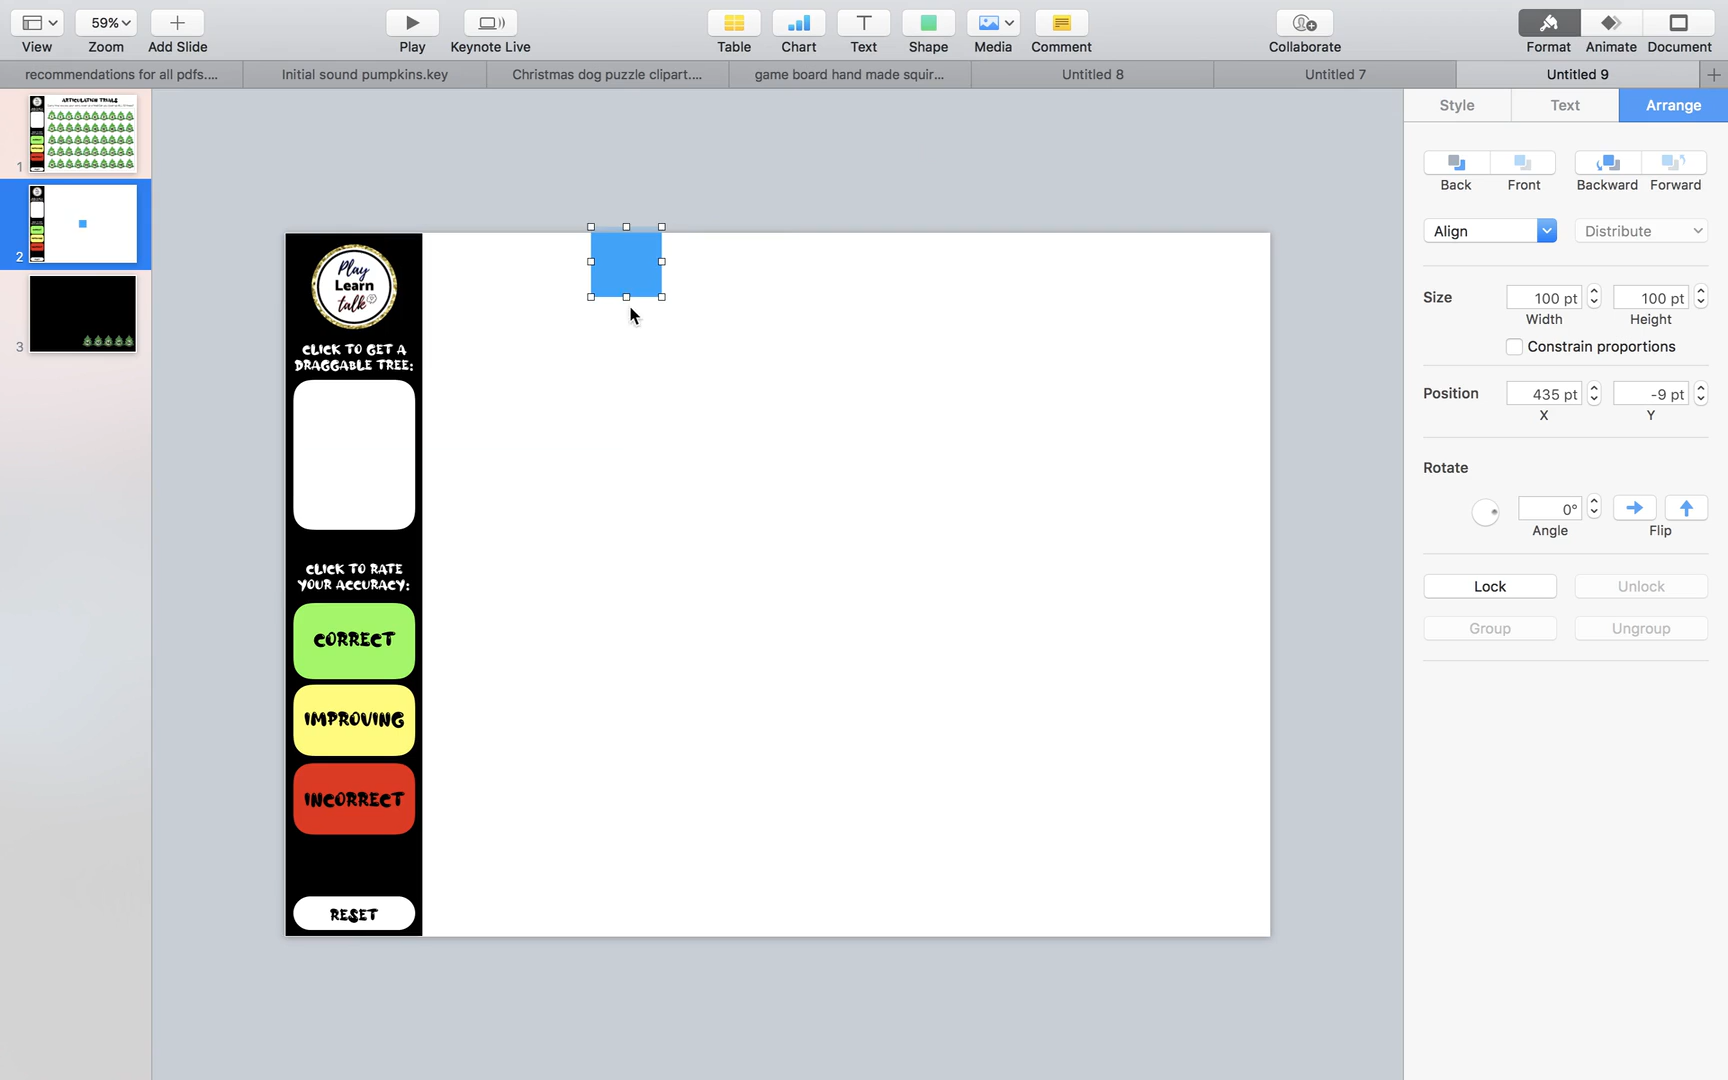 View
59%
Zoom
Add Slide
Play
Keynote Live
Table
Chart
Text
Shape
Media
Comment
Collaborate
Format
Animate
Document
recommendations for all pdfs....
Initial sound pumpkins.key
Christmas dog puzzle clipart....
game board hand made squir...
Untitled 8
Untitled 7
Untitled 9
1
ARTICULATION TRIALS
2
3
Play
Learn
talk
CLICK TO GET A
DRAGGABLE TREE:
CLICK TO RATE
YOUR ACCURACY:
CORRECT
IMPROVING
INCORRECT
RESET
Style
Text
Arrange
Back
Front
Backward
Forward
Align
Distribute
Size
100 pt
100 pt
Width
Height
Constrain proportions
Position
435 pt
-9 pt
X
Y
Rotate
0°
Angle
Flip
Lock
Unlock
Group
Ungroup